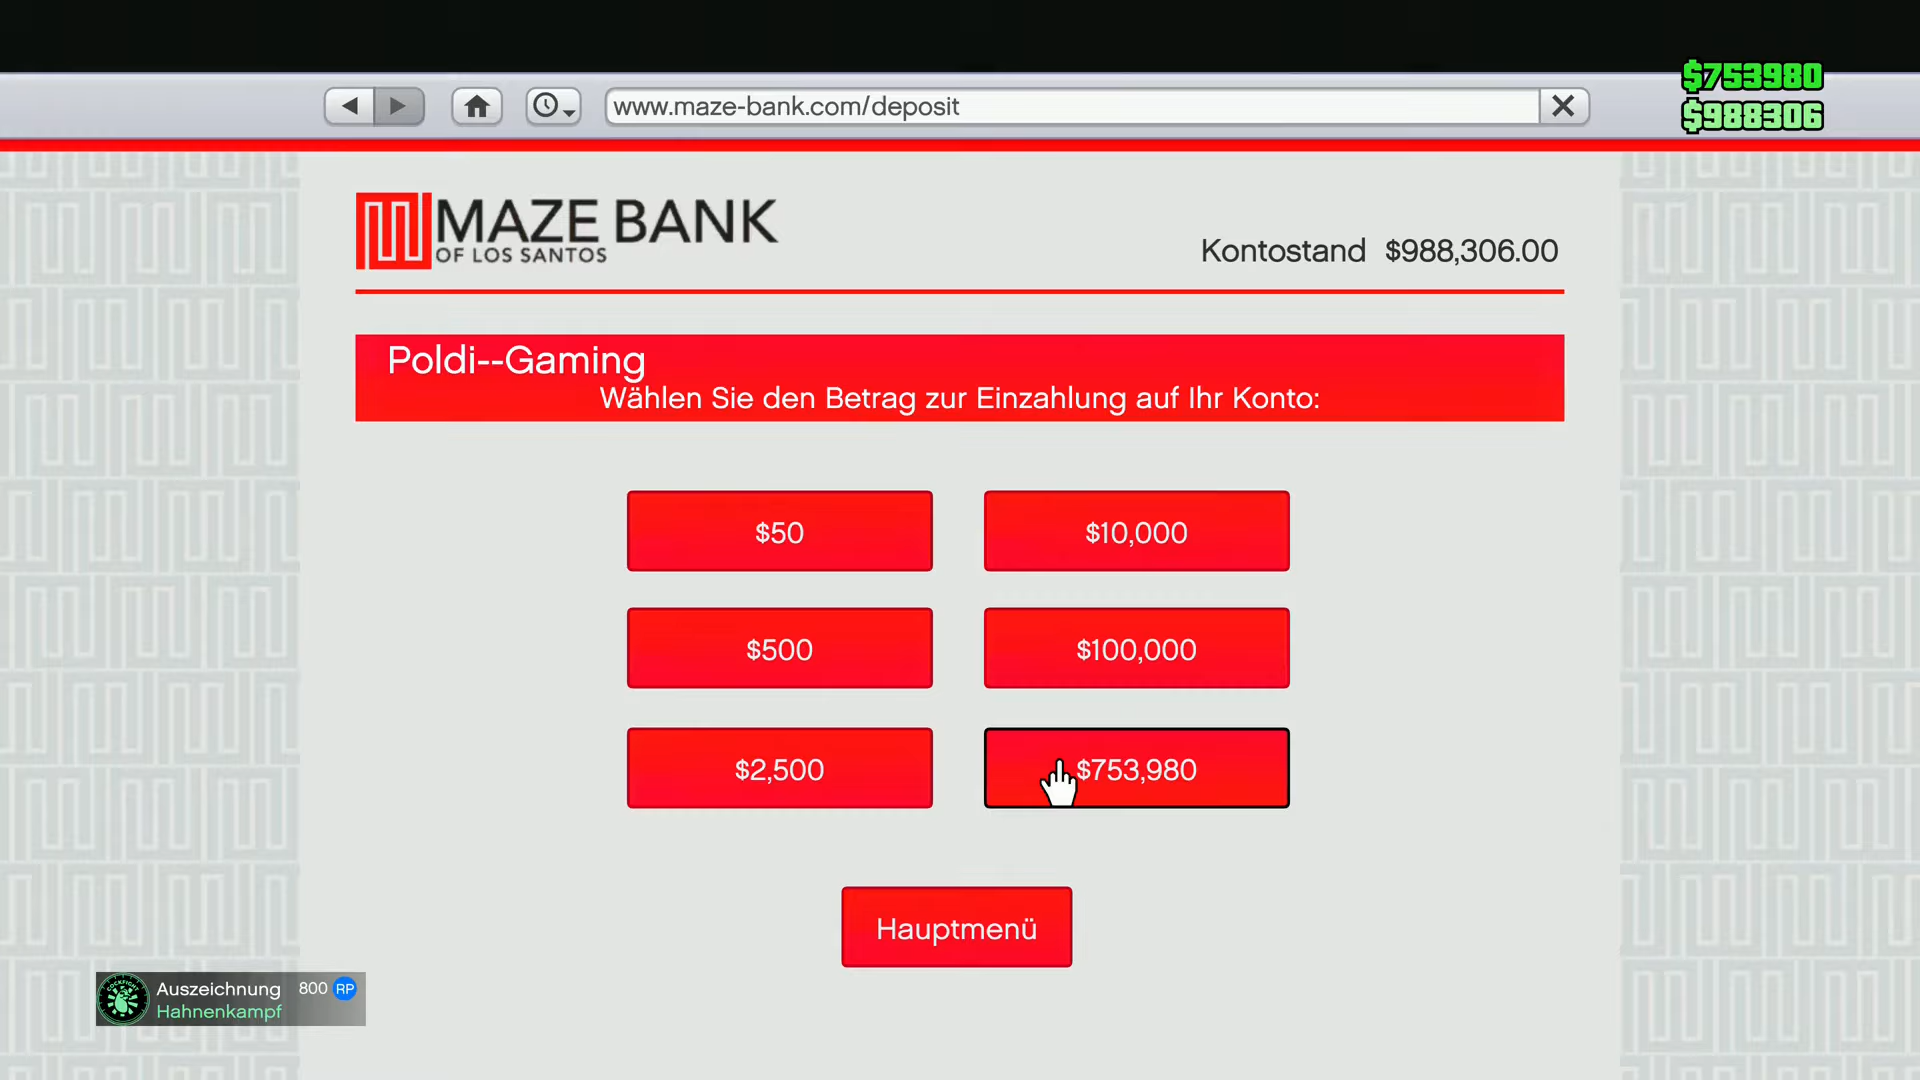 $753980
www.maze-bank.com/deposit
$988306
MAZE BANK
OF LOS SANTOS
Kontostand $988,306.00
Poldi--Gaming
Wählen Sie den Betrag zur Einzahlung auf Ihr Konto:
$50
$10,000
$500
$100,000
$2,500
$753,980
Hauptmenü
Auszeichnung 800 RP
Hahnenkampf
COCKFIGHT